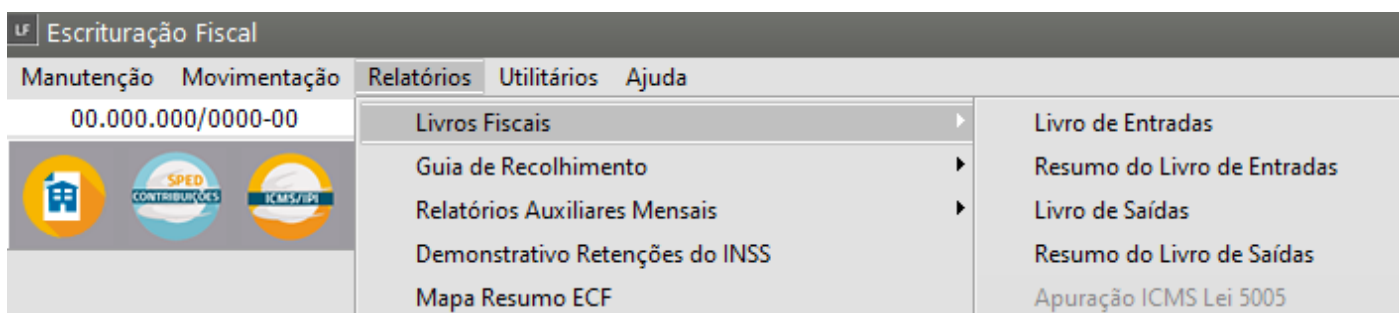 LF Escrituração Fiscal
Manutenção Movimentação Relatórios Utilitários Ajuda
00.000.000/0000-00
SPED
CONTRIBUIÇÕES
ICMS/IPI
Livros Fiscais
Guia de Recolhimento
Relatórios Auxiliares Mensais
Demonstrativo Retenções do INSS
Mapa Resumo ECF
Livro de Entradas
Resumo do Livro de Entradas
Livro de Saídas
Resumo do Livro de Saídas
Apuração ICMS Lei 5005